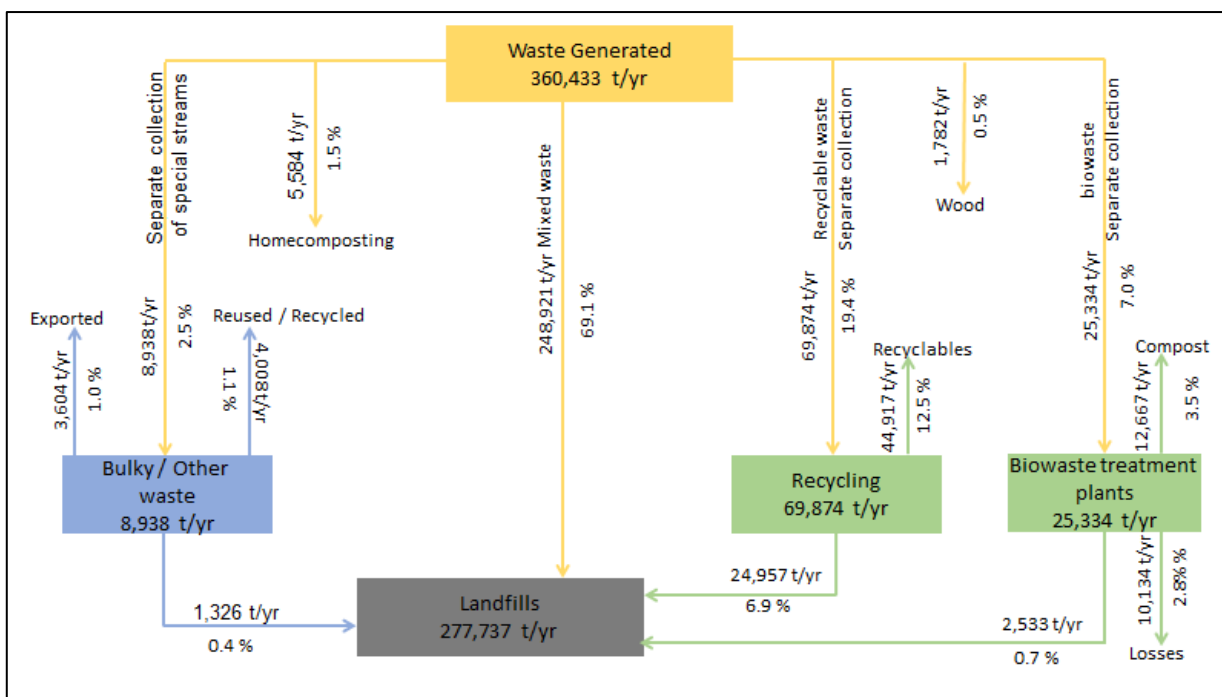 Waste Generated
360,433 t/yr
Separate collection
of special streams
8,938t/yr
2.5 %
5,584 t/yr
1.5 %
Homecomposting
248,921 t/yr Mixed waste
69.1 %
Recyclable waste
Separate collection
69,874 t/yr
19.4 %
1,782 t/yr
0.5 %
Wood
biowaste
Separate collection
25,334 t/yr
7.0 %
Exported
3,604 t/yr
1.0 %
Reused / Recycled
4,008t/yr
1.1 %
Recyclables
44,917 t/yr
12.5 %
Compost
12,667 t/yr
3.5 %
Bulky / Other
waste
8,938 t/yr
Recycling
69,874 t/yr
Biowaste treatment
plants
25,334 t/yr
1,326 t/yr
0.4 %
Landfills
277,737 t/yr
24,957 t/yr
6.9 %
2,533 t/yr
0.7 %
10,134 t/yr
2.8% %
Losses